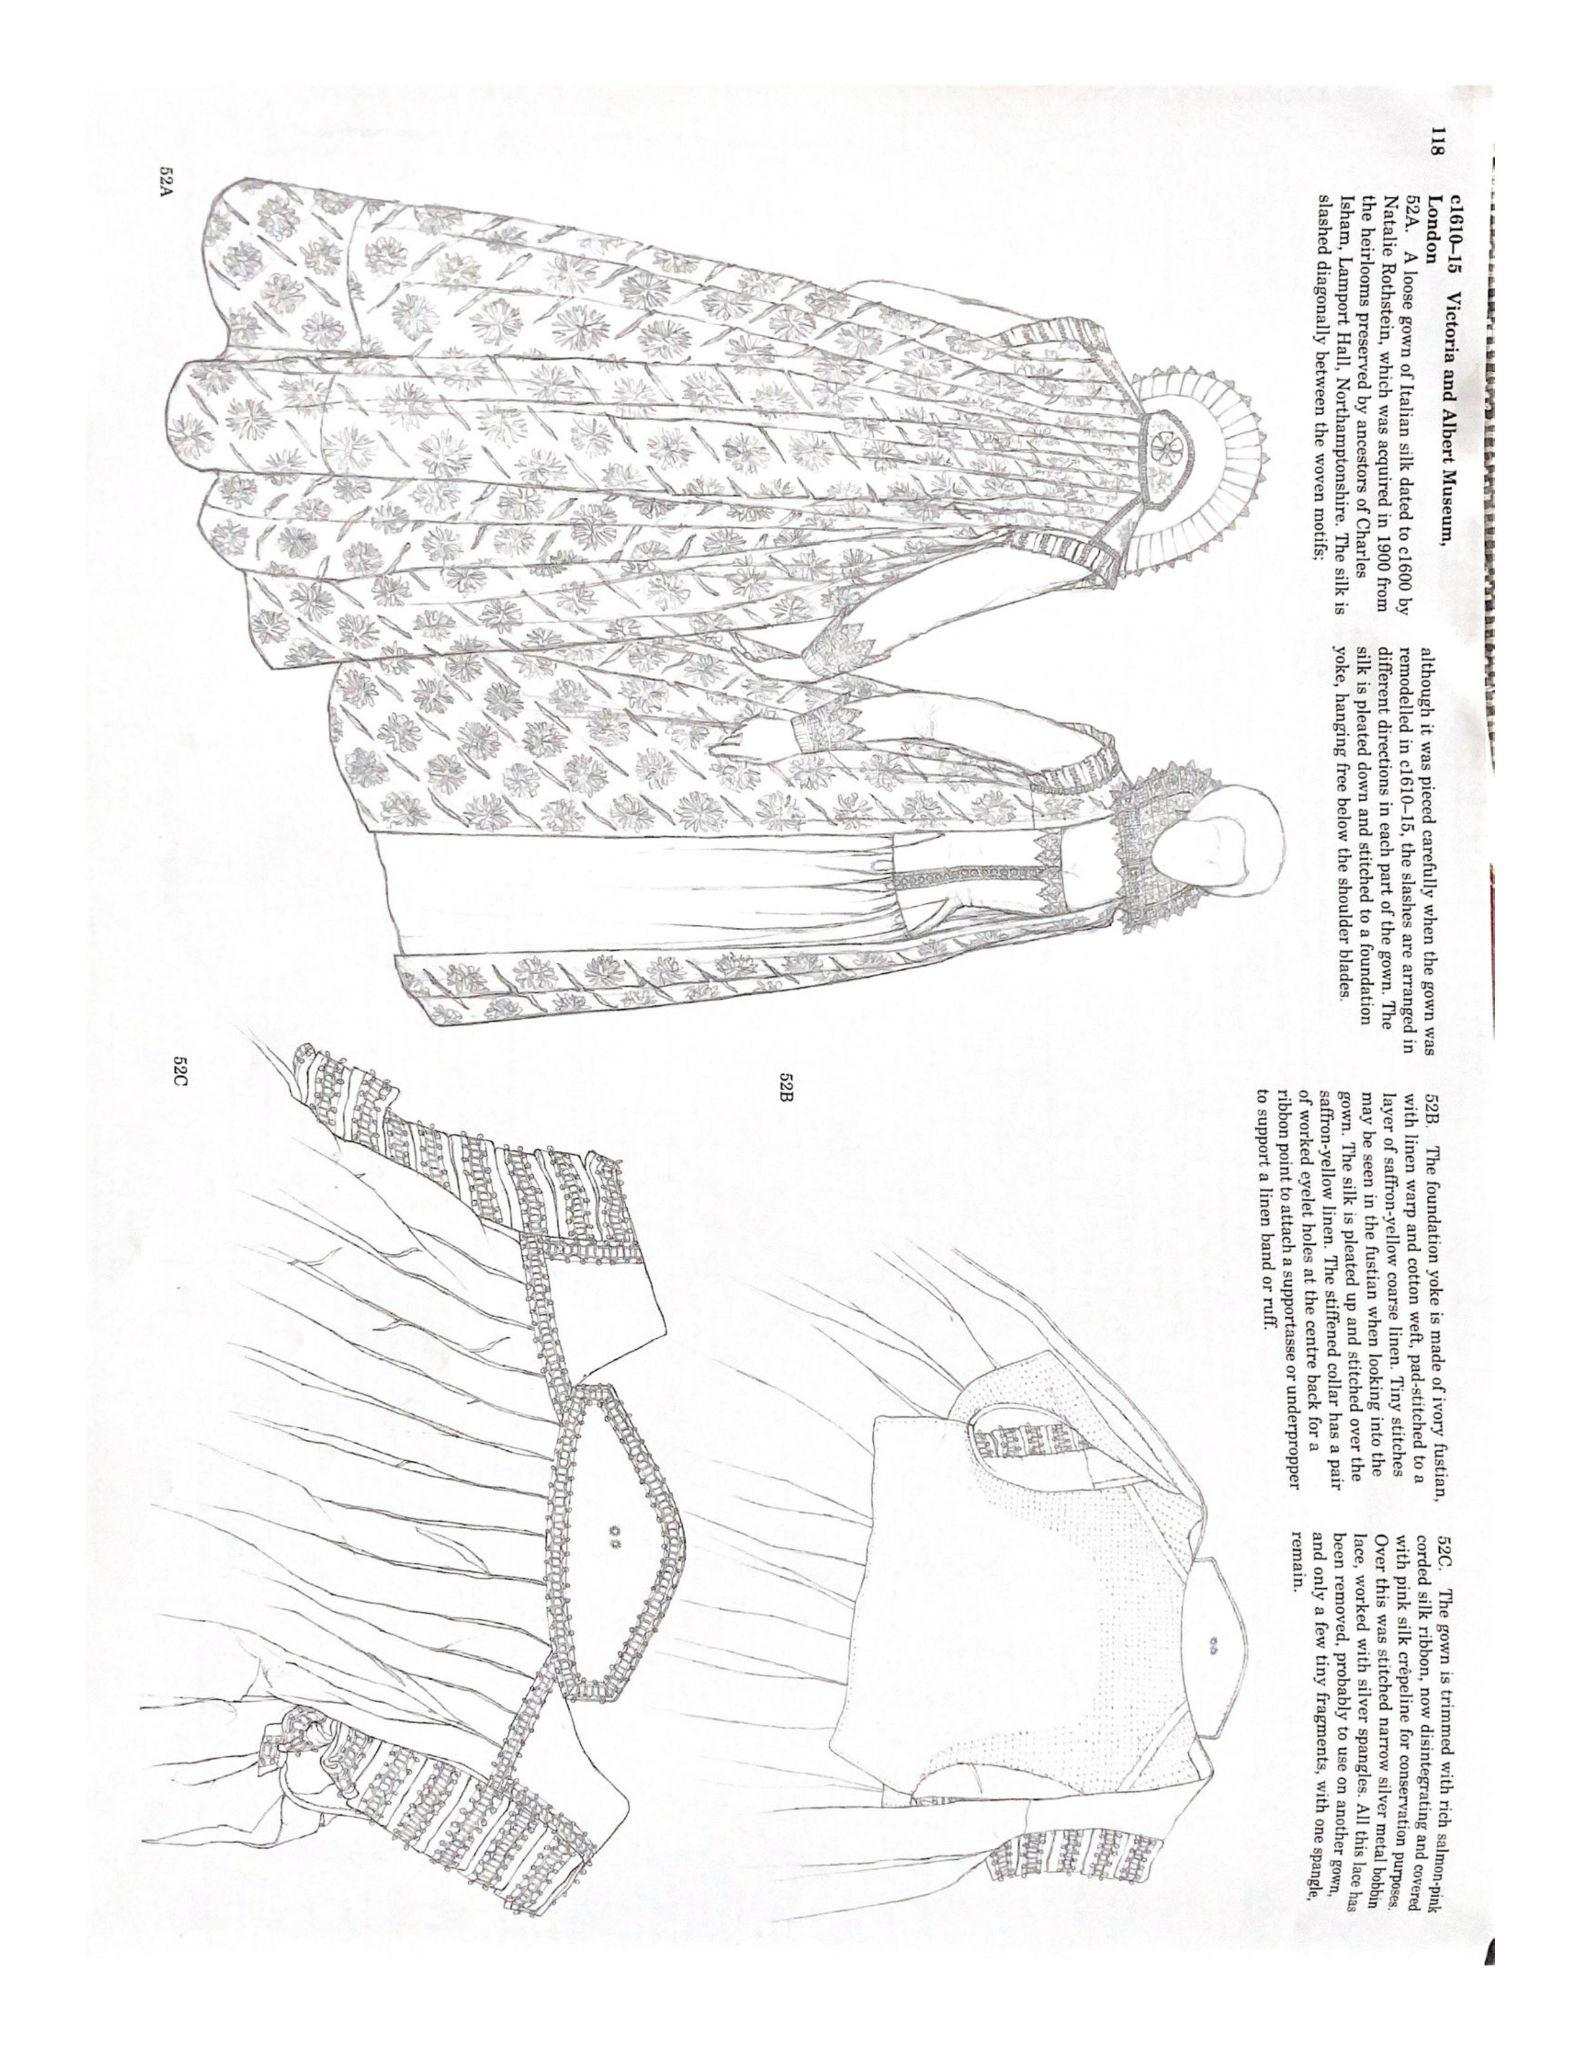 118
c1610–15 Victoria and Albert Museum,
London
52A. A loose gown of Italian silk dated to c1600 by
Natalie Rothstein, which was acquired in 1900 from
the heirlooms preserved by ancestors of Charles
Isham, Lamport Hall, Northamptonshire. The silk is
slashed diagonally between the woven motifs;
although it was pieced carefully when the gown was
remodelled in c1610–15, the slashes are arranged in
different directions in each part of the gown. The
silk is pleated down and stitched to a foundation
yoke, hanging free below the shoulder blades.
52B. The foundation yoke is made of ivory fustian,
with linen warp and cotton weft, pad-stitched to a
layer of saffron-yellow coarse linen. Tiny stitches
may be seen in the fustian when looking into the
gown. The silk is pleated up and stitched over the
saffron-yellow linen. The stiffened collar has a pair
of worked eyelet holes at the centre back for a
ribbon point to attach a supportasse or underpropper
to support a linen band or ruff.
52C. The gown is trimmed with rich salmon-pink
corded silk ribbon, now disintegrating and covered
with pink silk crêpeline for conservation purposes.
Over this was stitched narrow silver metal bobbin
lace, worked with silver spangles. All this lace has
been removed, probably to use on another gown,
and only a few tiny fragments, with one spangle,
remain.
52A
52B
52C